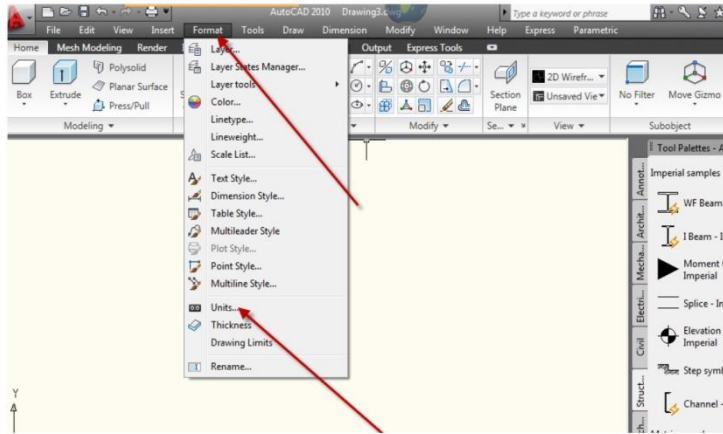 AutoCAD 2010 Drawing3.dwg
Type a keyword or phrase
File Edit View Insert Format Tools Draw Dimension Modify Window Help Express Parametric
Home Mesh Modeling Render Output Express Tools
Box
Extrude
Polysolid
Planar Surface
Press/Pull
Modeling
Layer...
Layer States Manager...
Layer tools
Color...
Linetype...
Lineweight...
Scale List...
Text Style...
Dimension Style...
Table Style...
Multileader Style
Plot Style...
Point Style...
Multiline Style...
Units...
Thickness
Drawing Limits
Rename...
Modify
Section
Plane
Se...
2D Wirefr...
Unsaved Vie
View
No Filter
Move Gizmo
Subobject
Tool Palettes - A
Imperial samples
WF Beam
I Beam - I
Moment
Imperial
Splice - In
Elevation
Imperial
Step symb
Channel -
Annot...
Archit...
Mecha...
Electri...
Civil
Struct...
Y